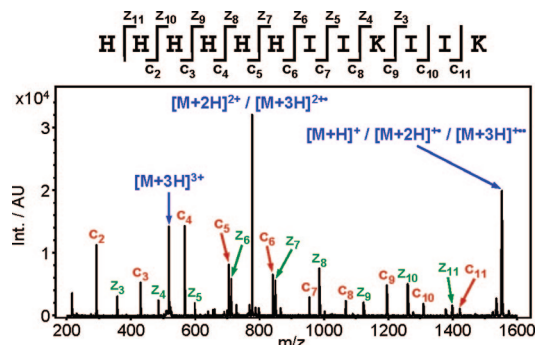 z₁₁ z₁₀ z₉ z₈ z₇ z₆ z₅ z₄ z₃
H H H H H H I I K I I K
c₂ c₃ c₄ c₅ c₆ c₇ c₈ c₉ c₁₀ c₁₁
x10⁴
[M+2H]²⁺ / [M+3H]²⁺•
[M+H]⁺ / [M+2H]⁺• / [M+3H]⁺••
[M+3H]³⁺
c₂ z₃ c₃ z₄ c₄ z₅ c₅ z₆ c₆ z₇ c₇ z₈ c₈ z₉ c₉ z₁₀ c₁₀ z₁₁ c₁₁
Int. / AU
3
2
1
0
200 400 600 800 1000 1200 1400 1600
m/z